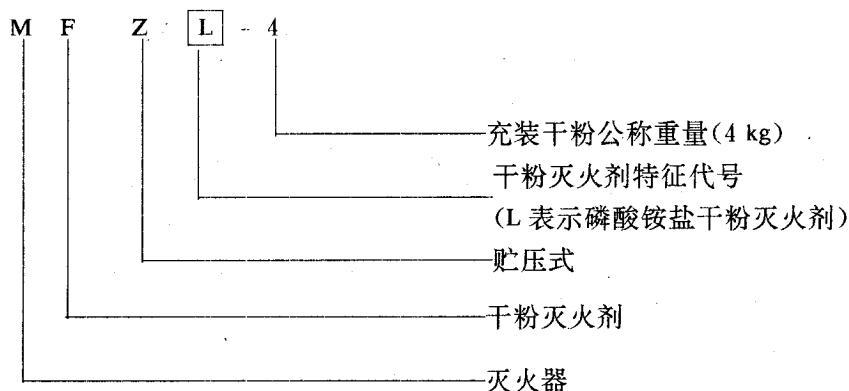 M F Z L - 4
充装干粉公称重量(4 kg)
干粉灭火剂特征代号
(L 表示磷酸铵盐干粉灭火剂)
贮压式
干粉灭火剂
灭火器